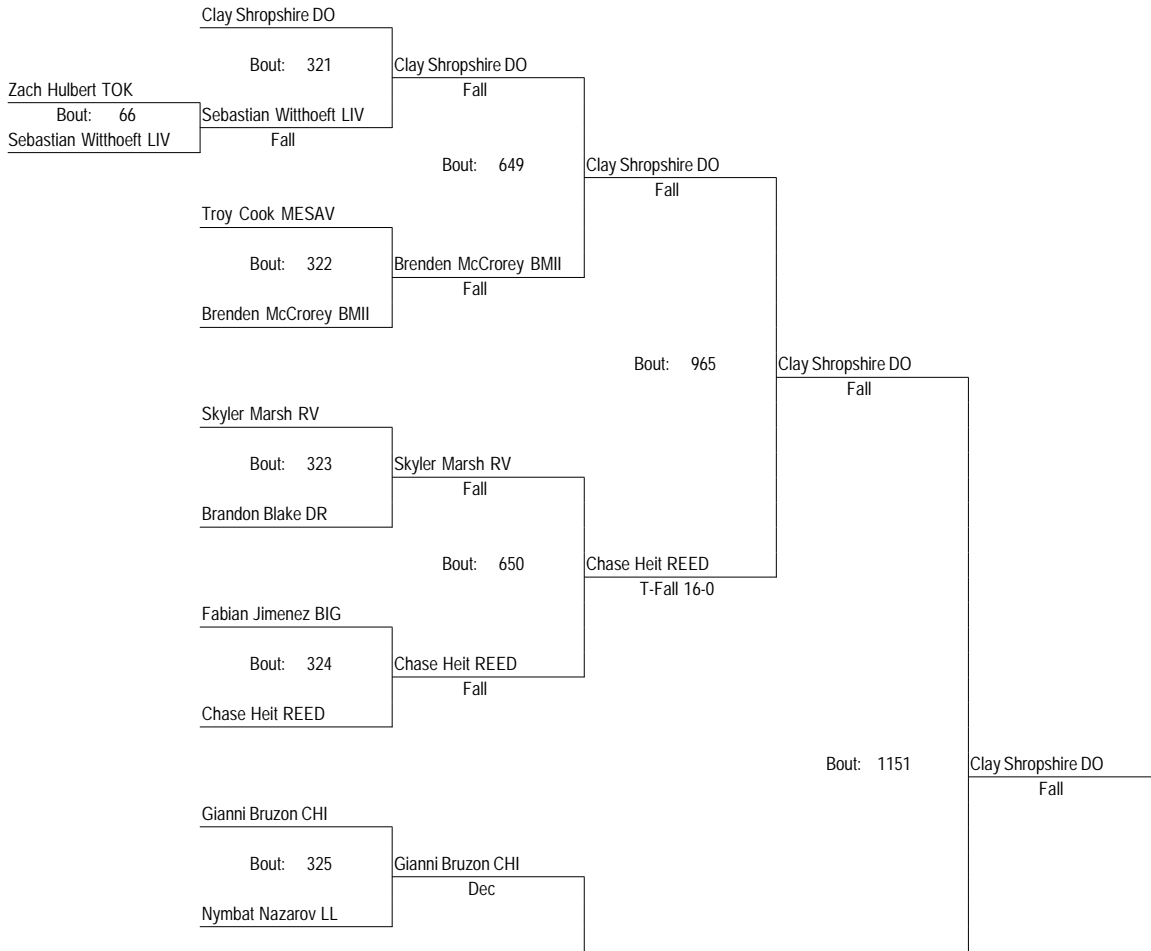 Clay Shropshire DO
Bout: 321
Clay Shropshire DO
Fall
Zach Hulbert TOK
Bout: 66
Sebastian Witthoeft LIV
Sebastian Witthoeft LIV
Fall
Bout: 649
Clay Shropshire DO
Fall
Troy Cook MESAV
Bout: 322
Brenden McCrorey BMII
Fall
Brenden McCrorey BMII
Bout: 965
Clay Shropshire DO
Fall
Skyler Marsh RV
Bout: 323
Skyler Marsh RV
Fall
Brandon Blake DR
Bout: 650
Chase Heit REED
T-Fall 16-0
Fabian Jimenez BIG
Bout: 324
Chase Heit REED
Fall
Chase Heit REED
Bout: 1151
Clay Shropshire DO
Fall
Gianni Bruzon CHI
Bout: 325
Gianni Bruzon CHI
Dec
Nymbat Nazarov LL